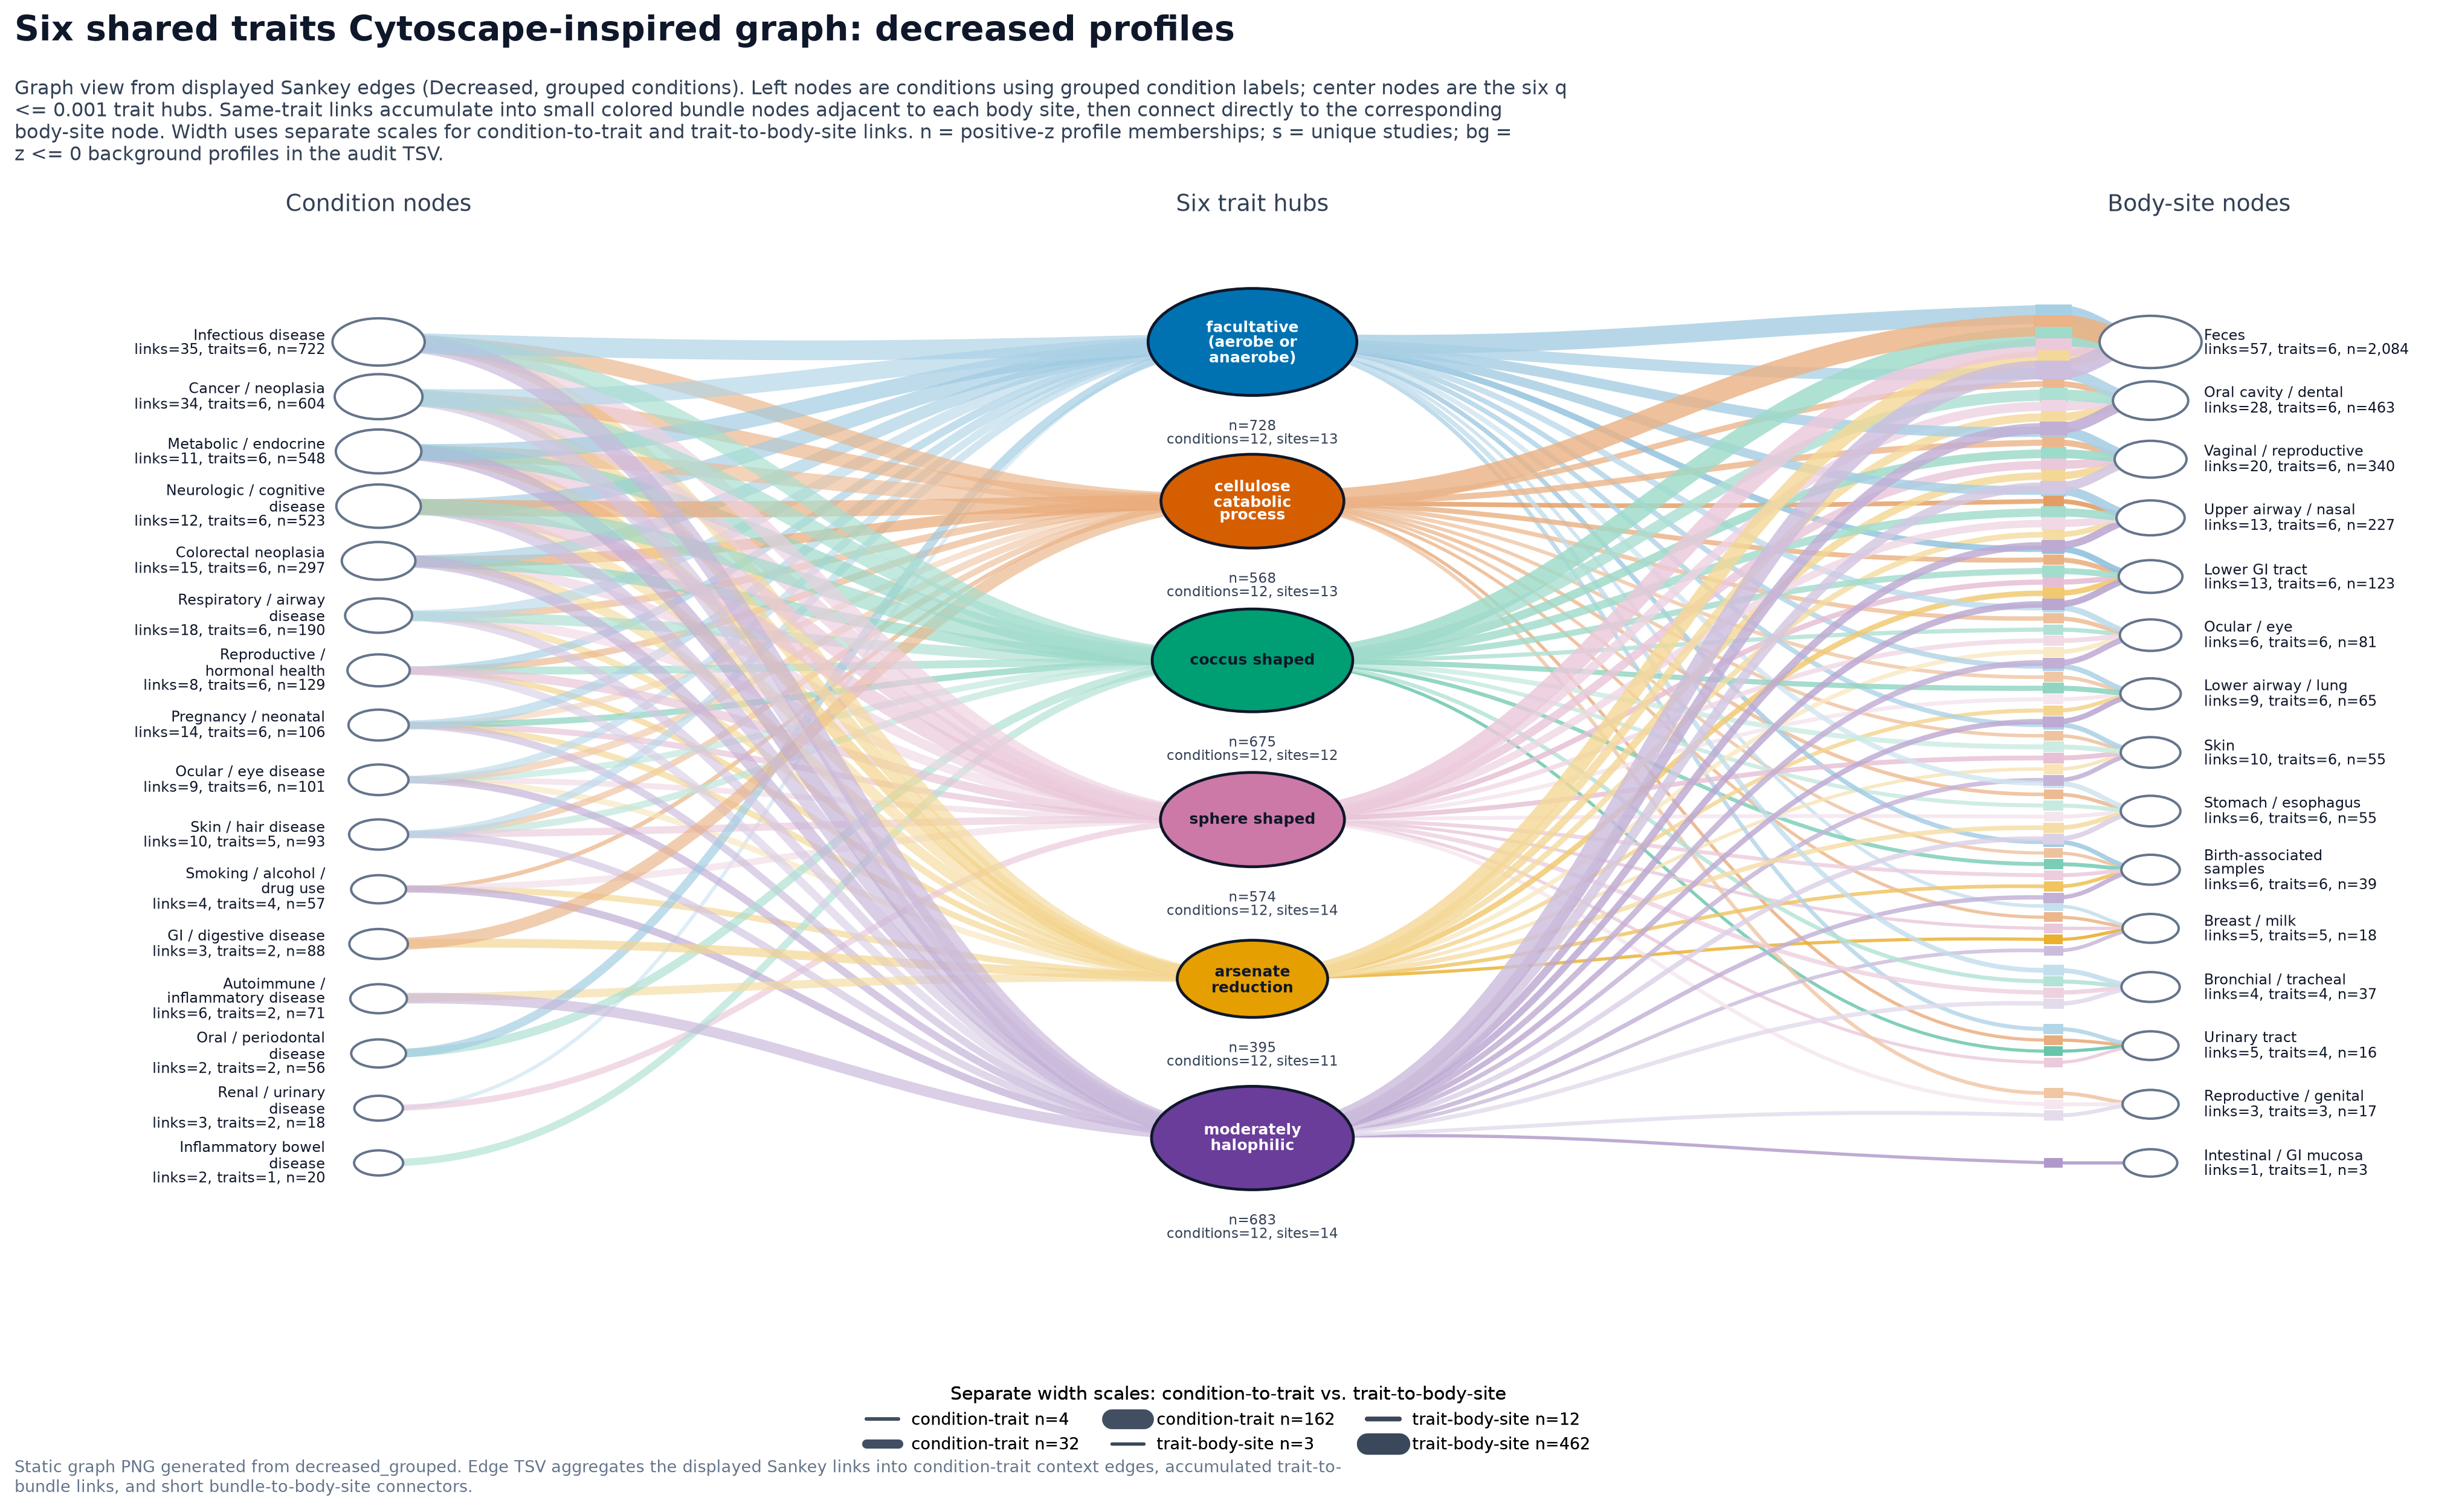 Six shared traits Cytoscape-inspired graph: decreased profiles
Graph view from displayed Sankey edges (Decreased, grouped conditions). Left nodes are conditions using grouped condition labels; center nodes are the six q
<= 0.001 trait hubs. Same-trait links accumulate into small colored bundle nodes adjacent to each body site, then connect directly to the corresponding
body-site node. Width uses separate scales for condition-to-trait and trait-to-body-site links. n = positive-z profile memberships; s = unique studies; bg =
z <= 0 background profiles in the audit TSV.
Condition nodes
Infectious disease
links=35, traits=6, n=722
Cancer / neoplasia
links=34, traits=6, n=604
Metabolic / endocrine
links=11, traits=6, n=548
Neurologic / cognitive
disease
links=12, traits=6, n=523
Colorectal neoplasia
links=15, traits=6, n=297
Respiratory / airway
disease
links=18, traits=6, n=190
Reproductive /
hormonal health
links=8, traits=6, n=129
Pregnancy / neonatal
links=14, traits=6, n=106
Ocular / eye disease
links=9, traits=6, n=101
Skin / hair disease
links=10, traits=5, n=93
Smoking / alcohol /
drug use
links=4, traits=4, n=57
GI / digestive disease
links=3, traits=2, n=88
Autoimmune /
inflammatory disease
links=6, traits=2, n=71
Oral / periodontal
disease
links=2, traits=2, n=56
Renal / urinary
disease
links=3, traits=2, n=18
Inflammatory bowel
disease
links=2, traits=1, n=20
Six trait hubs
facultative
(aerobe or
anaerobe)
n=728
conditions=12, sites=13
cellulose
catabolic
process
n=568
conditions=12, sites=13
coccus shaped
n=675
conditions=12, sites=12
sphere shaped
n=574
conditions=12, sites=14
arsenate
reduction
n=395
conditions=12, sites=11
moderately
halophilic
n=683
conditions=12, sites=14
Body-site nodes
Feces
links=57, traits=6, n=2,084
Oral cavity / dental
links=28, traits=6, n=463
Vaginal / reproductive
links=20, traits=6, n=340
Upper airway / nasal
links=13, traits=6, n=227
Lower GI tract
links=13, traits=6, n=123
Ocular / eye
links=6, traits=6, n=81
Lower airway / lung
links=9, traits=6, n=65
Skin
links=10, traits=6, n=55
Stomach / esophagus
links=6, traits=6, n=55
Birth-associated
samples
links=6, traits=6, n=39
Breast / milk
links=5, traits=5, n=18
Bronchial / tracheal
links=4, traits=4, n=37
Urinary tract
links=5, traits=4, n=16
Reproductive / genital
links=3, traits=3, n=17
Intestinal / GI mucosa
links=1, traits=1, n=3
Separate width scales: condition-to-trait vs. trait-to-body-site
condition-trait n=4
condition-trait n=162
trait-body-site n=12
condition-trait n=32
trait-body-site n=3
trait-body-site n=462
Static graph PNG generated from decreased_grouped. Edge TSV aggregates the displayed Sankey links into condition-trait context edges, accumulated trait-to-
bundle links, and short bundle-to-body-site connectors.